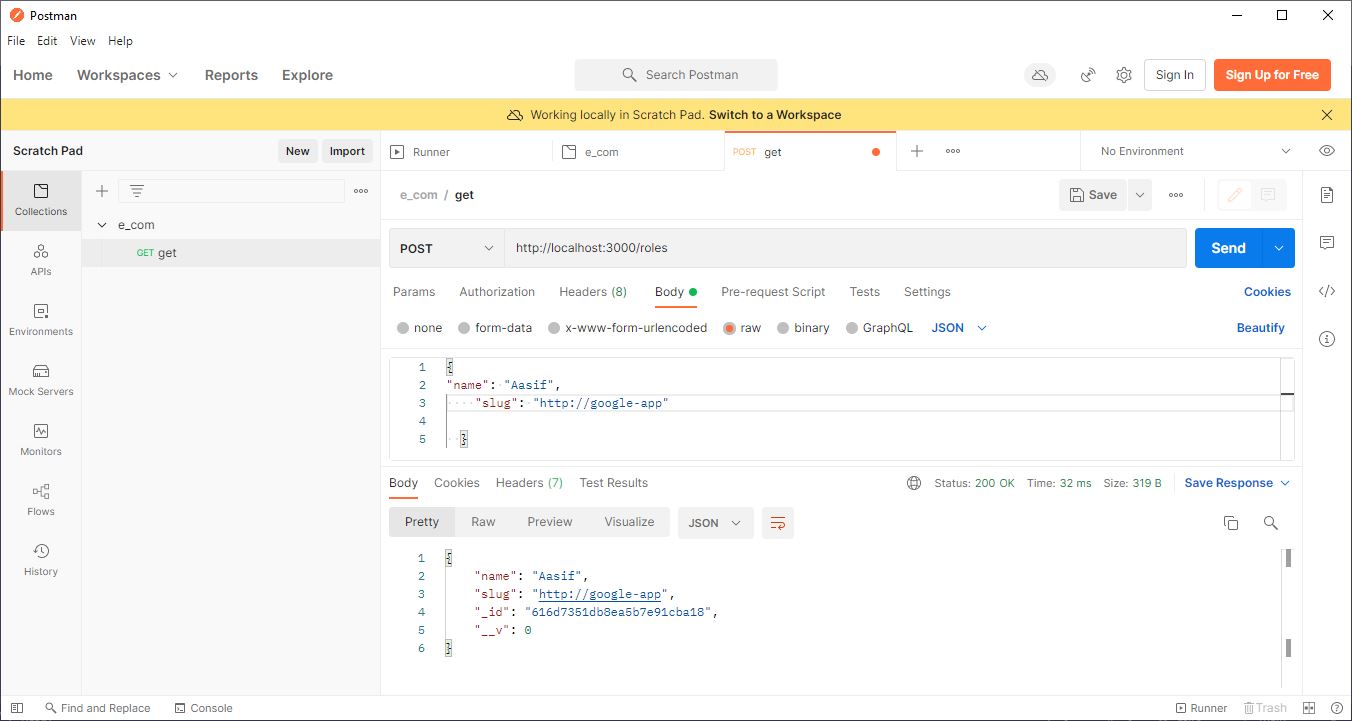 Postman
File Edit View Help
Home Workspaces Reports Explore Search Postman Sign In Sign Up for Free
Working locally in Scratch Pad. Switch to a Workspace
Scratch Pad New Import Runner e_com POST get No Environment
Collections
e_com / get Save
e_com
GET get
POST http://localhost:3000/roles Send
APIs
Environments
Mock Servers
Monitors
Flows
History
Params Authorization Headers (8) Body Pre-request Script Tests Settings Cookies
none form-data x-www-form-urlencoded raw binary GraphQL JSON Beautify
1 {
2 "name": "Aasif",
3 "slug": "http://google-app"
4
5 }
Body Cookies Headers (7) Test Results Status: 200 OK Time: 32 ms Size: 319 B Save Response
Pretty Raw Preview Visualize JSON
1 {
2 "name": "Aasif",
3 "slug": "http://google-app",
4 "_id": "616d7351db8ea5b7e91cba18",
5 "__v": 0
6 }
Find and Replace Console Runner Trash